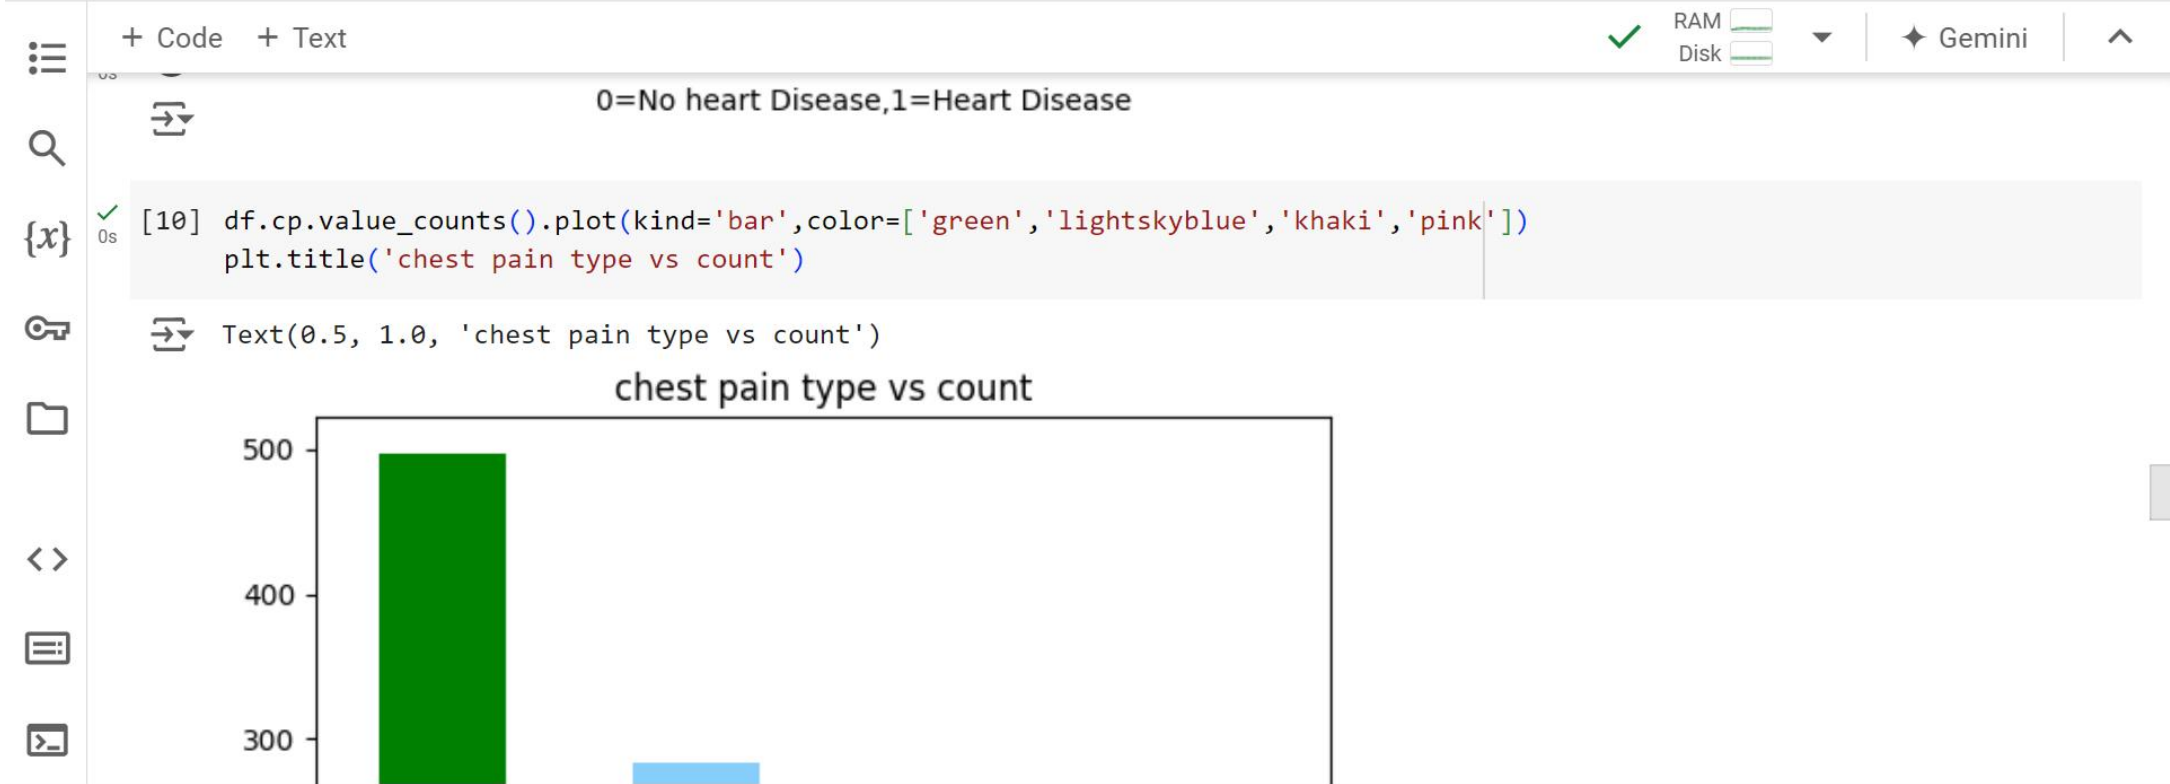 + Code + Text
RAM
Disk
Gemini
0s
0=No heart Disease,1=Heart Disease
[10] df.cp.value_counts().plot(kind='bar',color=['green','lightskyblue','khaki','pink'])
0s
plt.title('chest pain type vs count')
{x}
Text(0.5, 1.0, 'chest pain type vs count')
chest pain type vs count
500
400
300